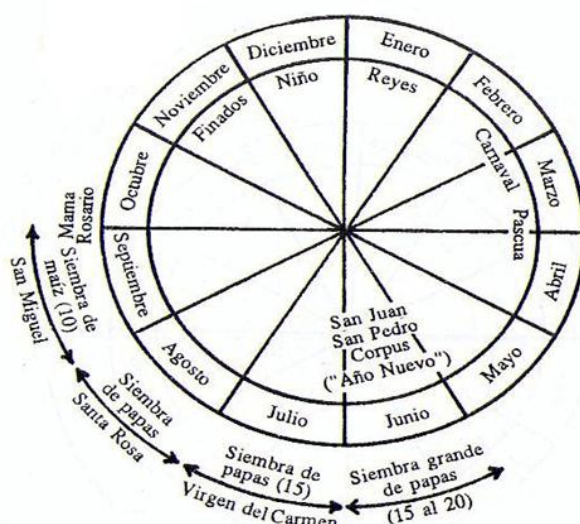 Diciembre
Enero
Febrero
Marzo
Abril
Mayo
Junio
Julio
Agosto
Septiembre
Octubre
Noviembre
Niño
Reyes
Carnaval
Pascua
San Juan
San Pedro
Corpus
("Año Nuevo")
Finados
Mama
Rosario
Siembra de
maíz (10)
San Miguel
Siembra
de papas
Santa Rosa
Siembra de
papas (15)
Virgen del Carmen
Siembra grande
de papas
(15 al 20)